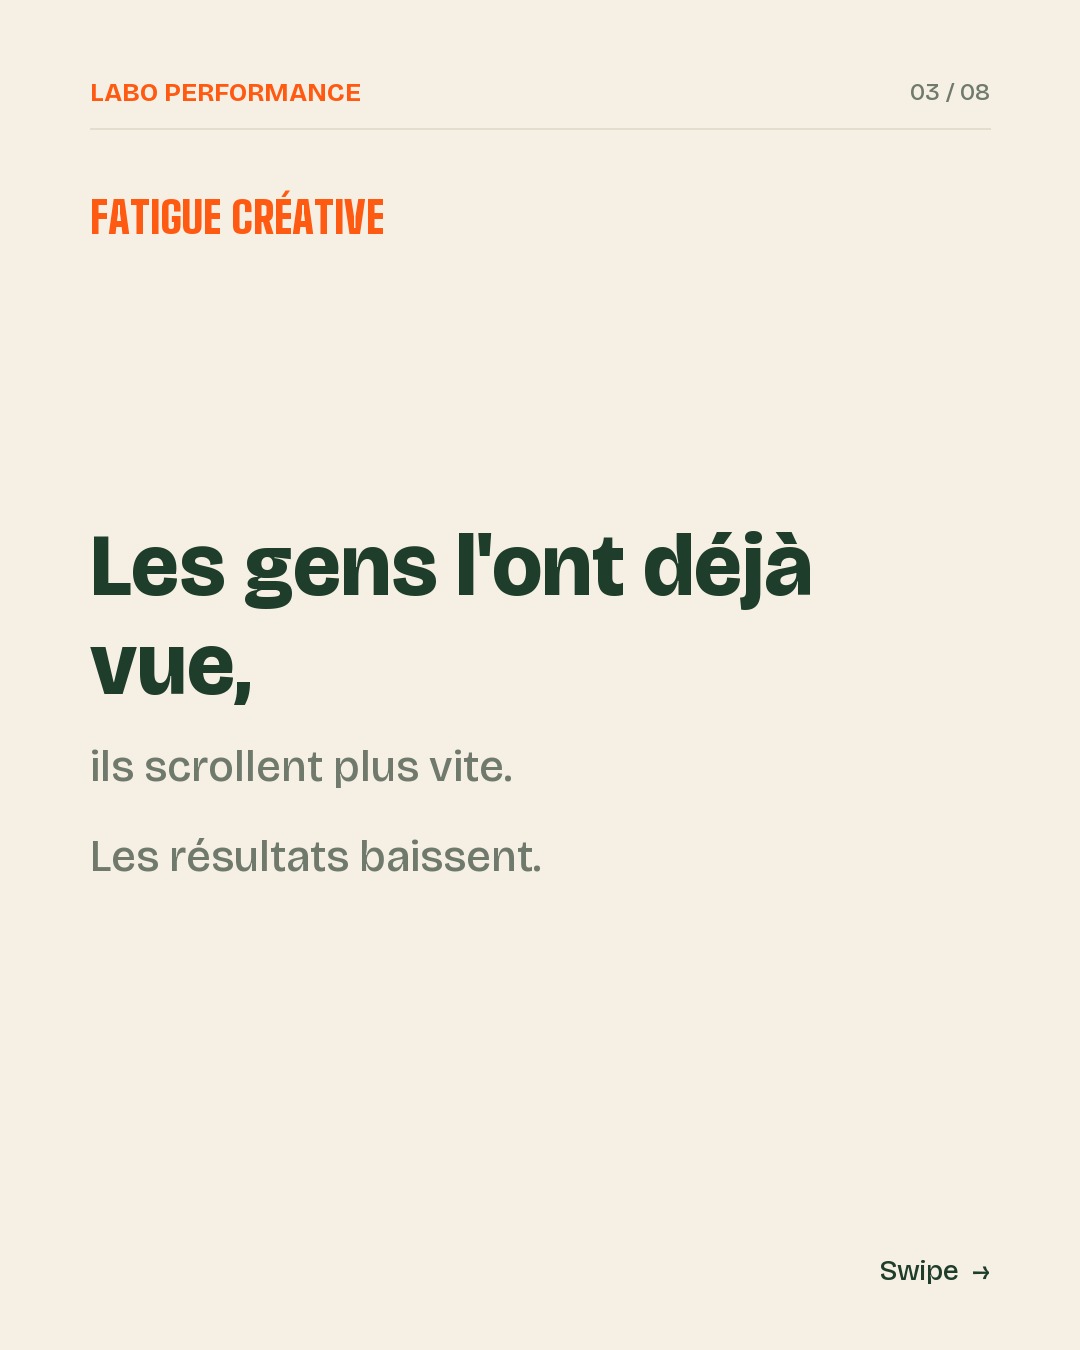 LABO PERFORMANCE
03 / 08
FATIGUE CRÉATIVE
Les gens l'ont déjà
vue,
ils scrollent plus vite.
Les résultats baissent.
Swipe →